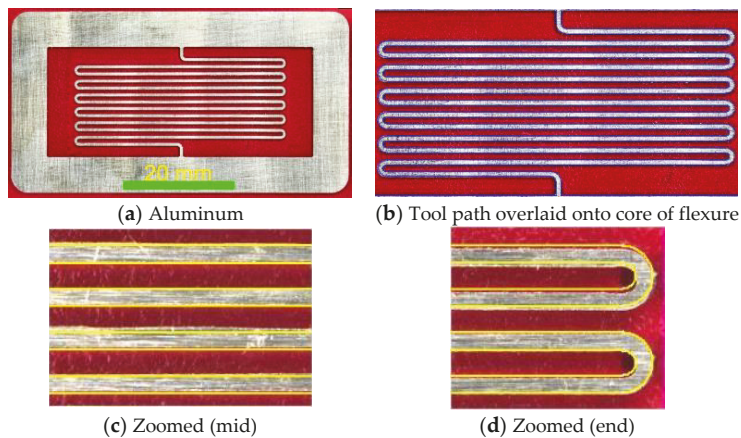 20 mm
(a) Aluminum
(b) Tool path overlaid onto core of flexure
(c) Zoomed (mid)
(d) Zoomed (end)